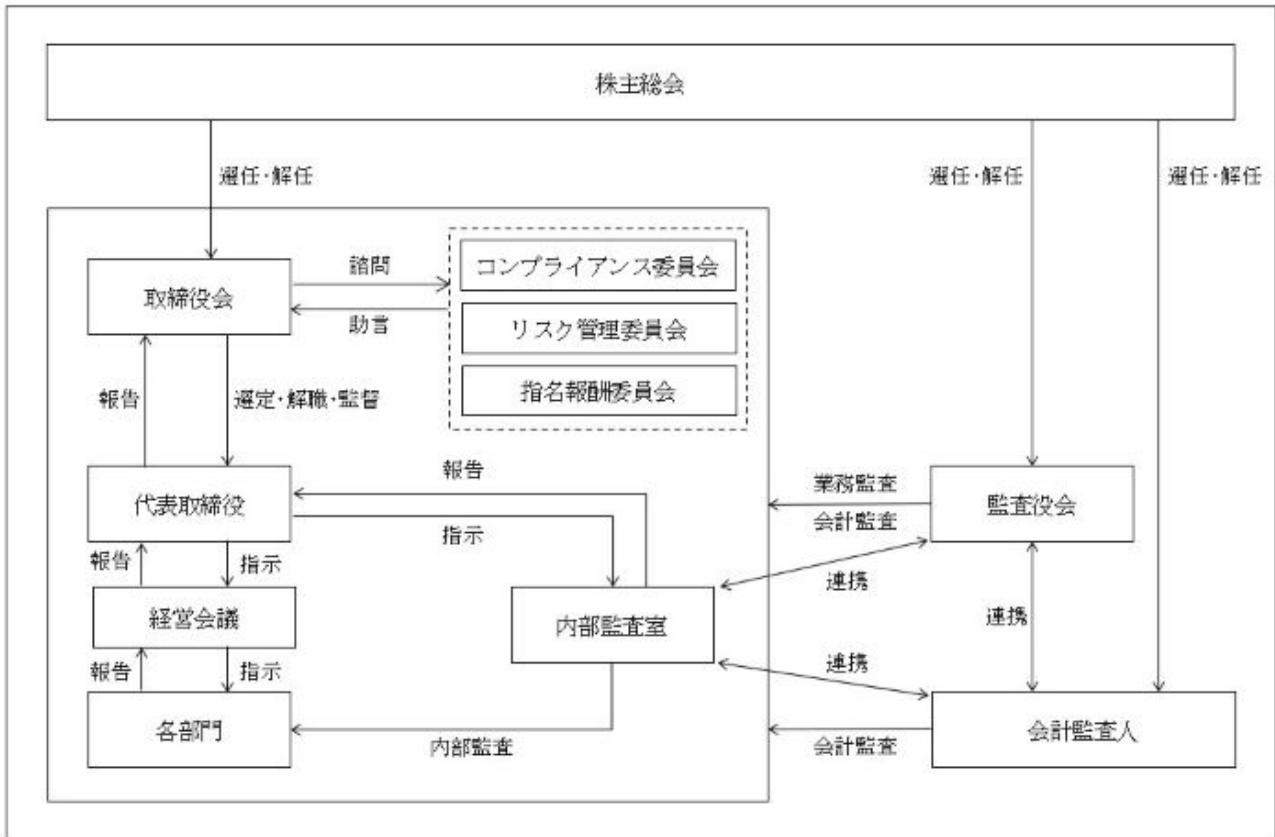 株主総会
選任・解任
選任・解任
選任・解任
取締役会
諮問
助言
コンプライアンス委員会
リスク管理委員会
指名報酬委員会
報告
選定・解職・監督
代表取締役
報告
指示
業務監査
会計監査
監査役会
報告
指示
経営会議
内部監査室
連携
連携
連携
報告
指示
各部門
内部監査
会計監査
会計監査人